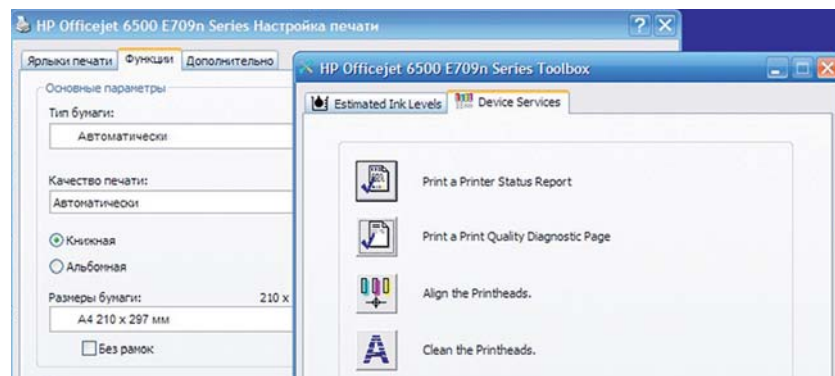 HP Officejet 6500 E709n Series Настройка печати
Ярлыки печати Функции Дополнительно
Основные параметры
Тип бумаги:
Автоматически
Качество печати:
Автоматически
Книжная
Альбомная
Размеры бумаги: 210 x
A4 210 x 297 мм
Без рамок
HP Officejet 6500 E709n Series Toolbox
Estimated Ink Levels Device Services
Print a Printer Status Report
Print a Print Quality Diagnostic Page
Align the Printheads.
Clean the Printheads.